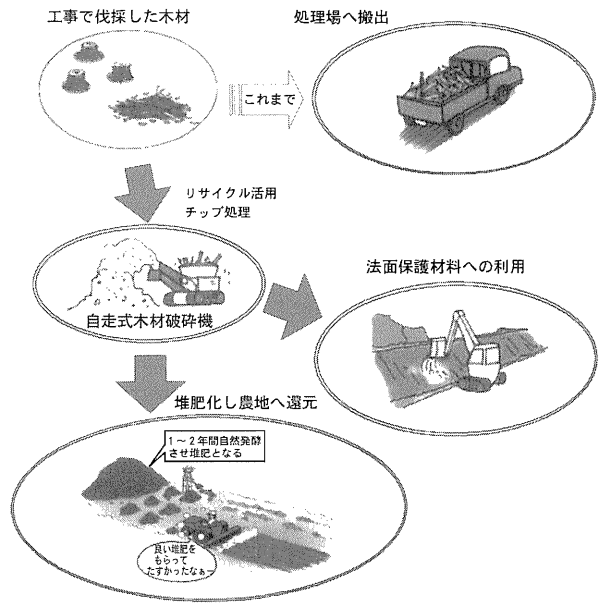 工事で伐採した木材
処理場へ搬出
これまで
リサイクル活用
チップ処理
自走式木材破砕機
法面保護材料への利用
堆肥化し農地へ還元
1～2年間自然発酵
させ堆肥となる
良い堆肥を
もらって
たすかったなぁー